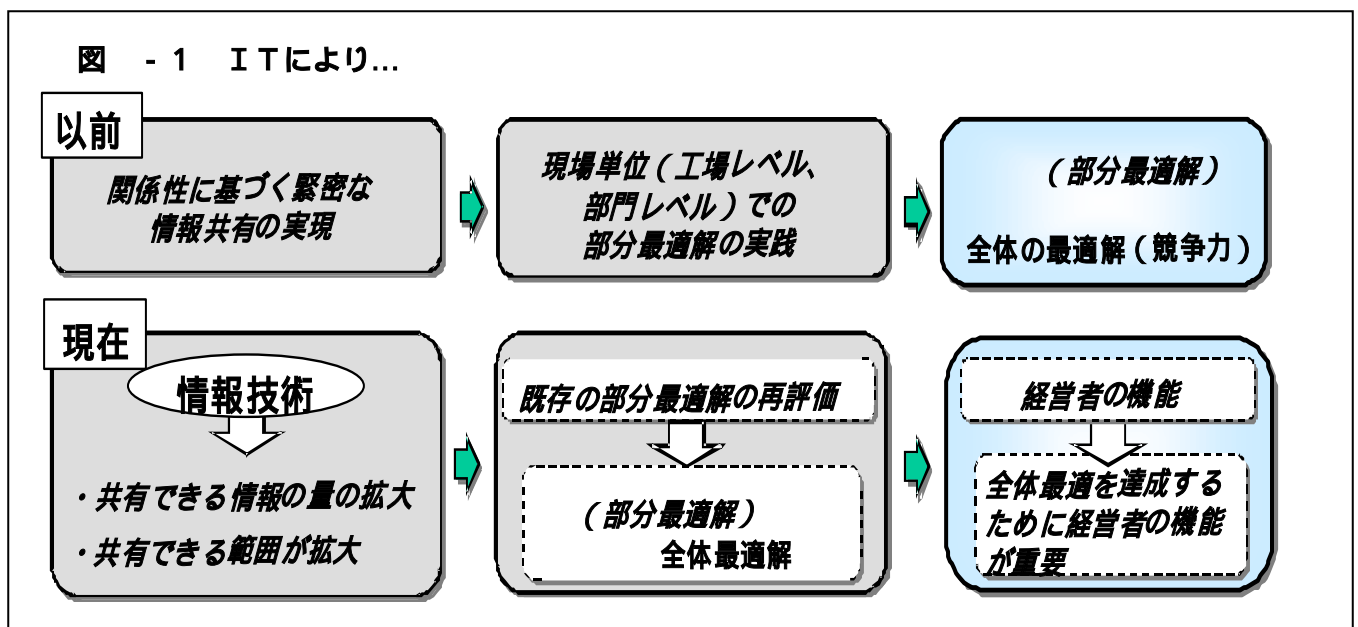 図　-１　ＩＴにより...
以前
関係性に基づく緊密な
情報共有の実現
現場単位（工場レベル、
部門レベル）での
部分最適解の実践
（部分最適解）
全体の最適解（競争力）
現在
情報技術
・共有できる情報の量の拡大
・共有できる範囲が拡大
既存の部分最適解の再評価
（部分最適解）
全体最適解
経営者の機能
全体最適を達成する
ために経営者の機能
が重要